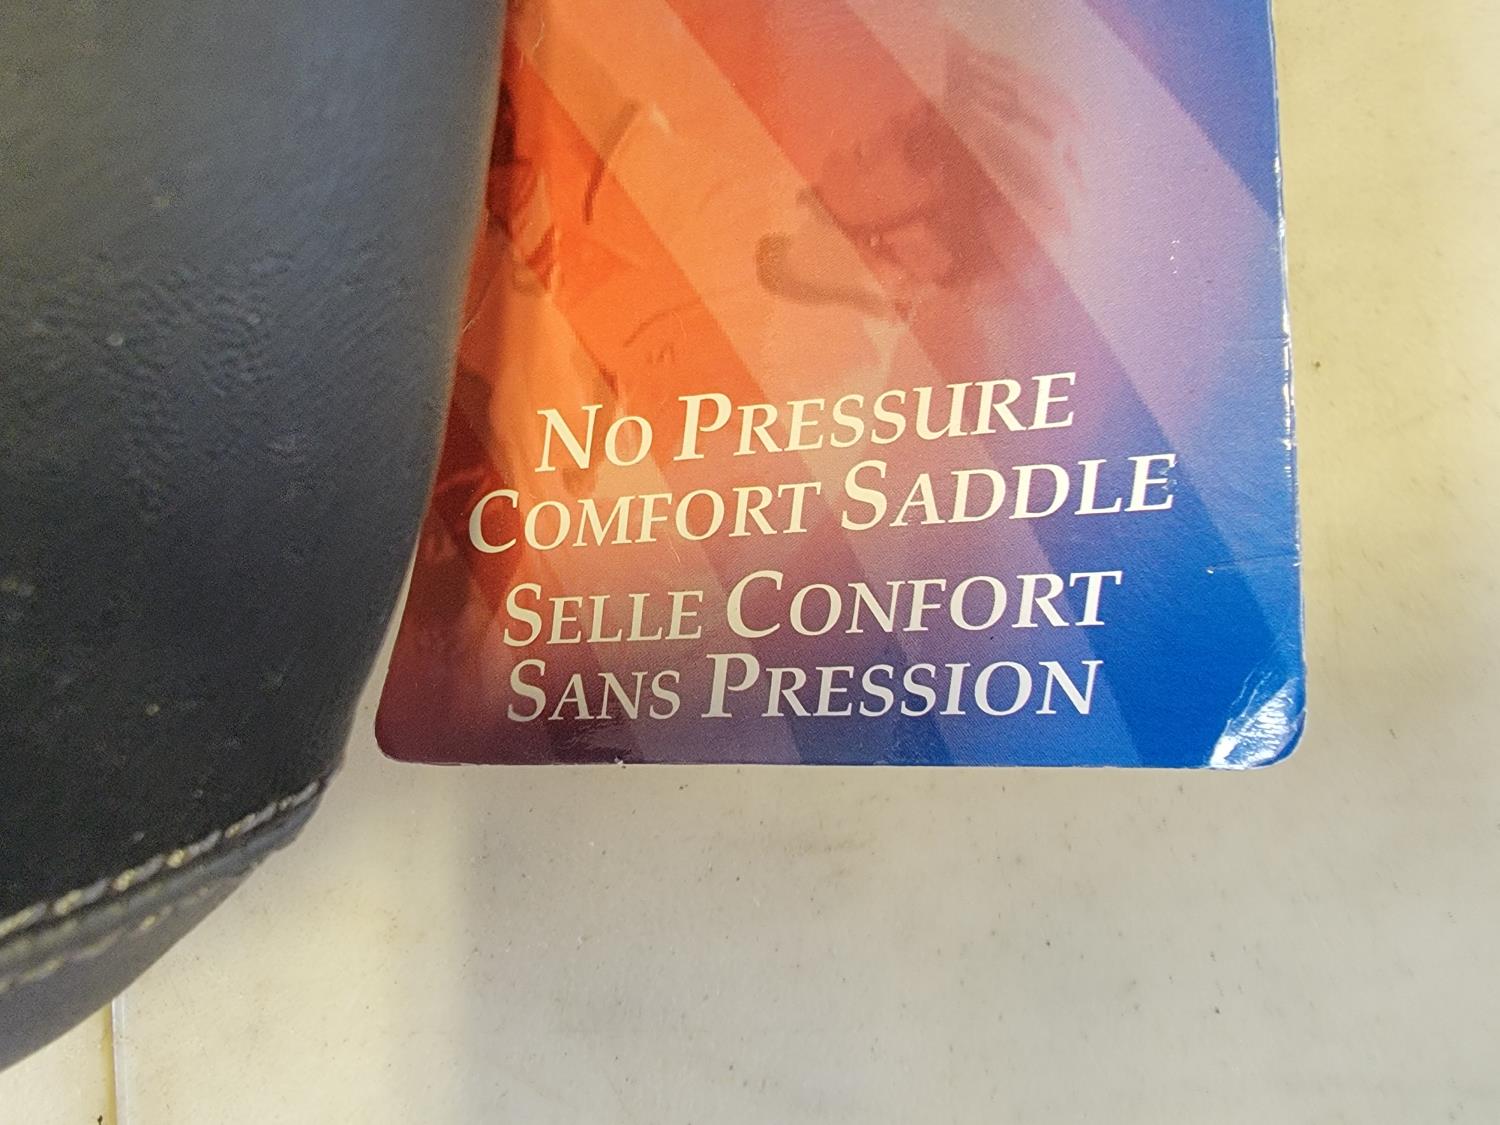 No Pressure
Comfort Saddle
Selle Confort
Sans Pression